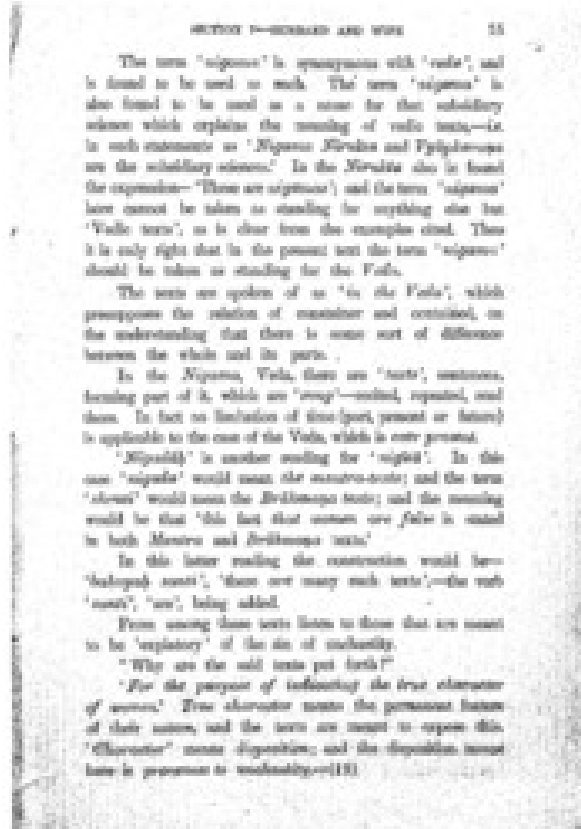 SECTION I—HUSBAND AND WIFE 15
The term 'nigama' is synonymous with 'veda', and
is found to be used as such. The term 'nigama' is
also found to be used as a name for that subsidiary
science which explains the meaning of vedic texts,—i.e.
in such statements as 'Nigama Nirukta and Vyākaraṇa
are the subsidiary sciences.' In the Nirukta also is found
the expression—'These are nigamas'; and the term 'nigama'
here cannot be taken as standing for anything else but
'Vedic texts', as is clear from the examples cited. Thus
it is only right that in the present text the term 'nigama'
should be taken as standing for the Veda.
The texts are spoken of as "in the Veda", which
presupposes the relation of container and contained, on
the understanding that there is some sort of difference
between the whole and its parts.
In the Nigama, Veda, there are 'texts', sentences,
forming part of it, which are 'sung'—recited, repeated, read
there. In fact no limitation of time (past, present or future)
is applicable to the case of the Veda, which is ever present.
is another reading for In this
case would mean the mantra-texts; and the term
would mean the Brāhmaṇa texts; and the meaning
would be that 'this fact that women are false is stated
in both Mantra and Brāhmaṇa texts.'
In this latter reading the construction would be—
santi', 'there are many such texts',—the verb
'santi', 'are', being added.
From among these texts listen to those that are meant
to be 'expiatory' of the sin of unchastity.
"Why are the said texts put forth?"
'For the purpose of indicating the true character
of women.' True character means the permanent feature
of their nature, and the texts are meant to expose this.
'Character' means disposition; and the disposition meant
here is proneness to unchastity.